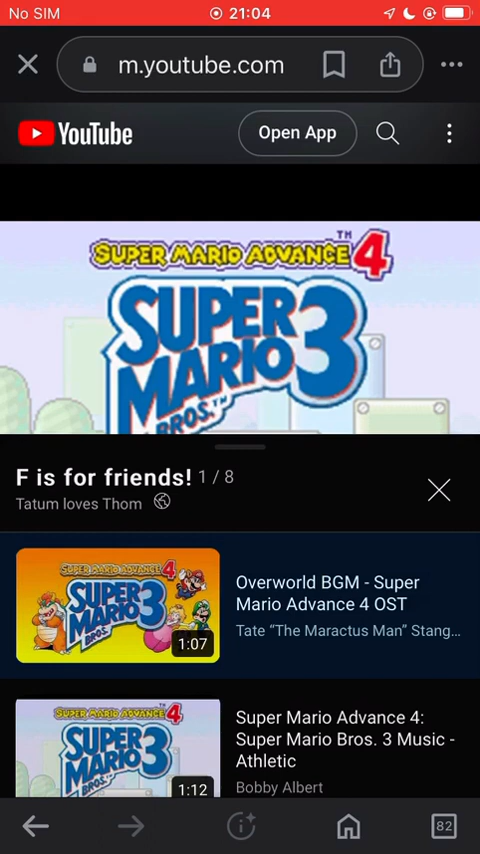 No SIM 21:04
m.youtube.com
YouTube Open App
SUPER MARIO ADVANCE 4 TM
SUPER
MARIO 3
BROS.™
F is for friends! 1 / 8
Tatum loves Thom
SUPER MARIO ADVANCE 4
SUPER
MARIO 3
BROS.
1:07
Overworld BGM - Super
Mario Advance 4 OST
Tate “The Maractus Man” Stang...
SUPER MARIO ADVANCE 4
SUPER
MARIO 3
1:12
Super Mario Advance 4:
Super Mario Bros. 3 Music -
Athletic
Bobby Albert
82